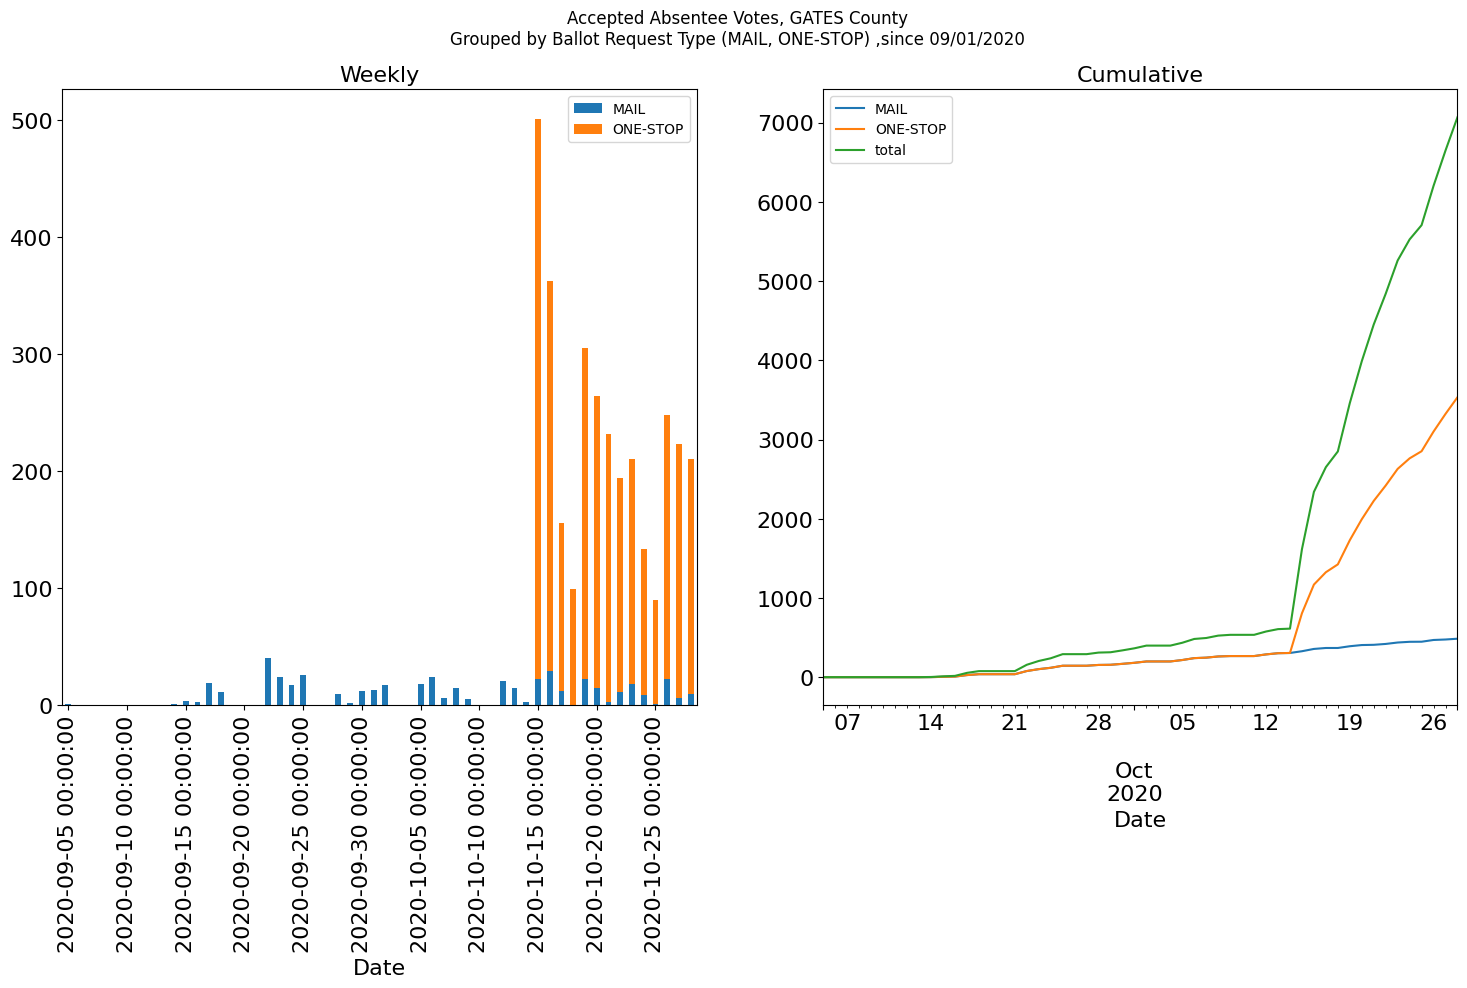 Accepted Absentee Votes, GATES County
Grouped by Ballot Request Type (MAIL, ONE-STOP) ,since 09/01/2020
Weekly
MAIL
ONE-STOP
500
400
300
200
100
0
2020-09-05 00:00:00
2020-09-10 00:00:00
2020-09-15 00:00:00
2020-09-20 00:00:00
2020-09-25 00:00:00
2020-09-30 00:00:00
2020-10-05 00:00:00
2020-10-10 00:00:00
2020-10-15 00:00:00
2020-10-20 00:00:00
2020-10-25 00:00:00
Date
Cumulative
MAIL
ONE-STOP
total
7000
6000
5000
4000
3000
2000
1000
0
07 14 21 28 05 12 19 26
Oct
2020
Date